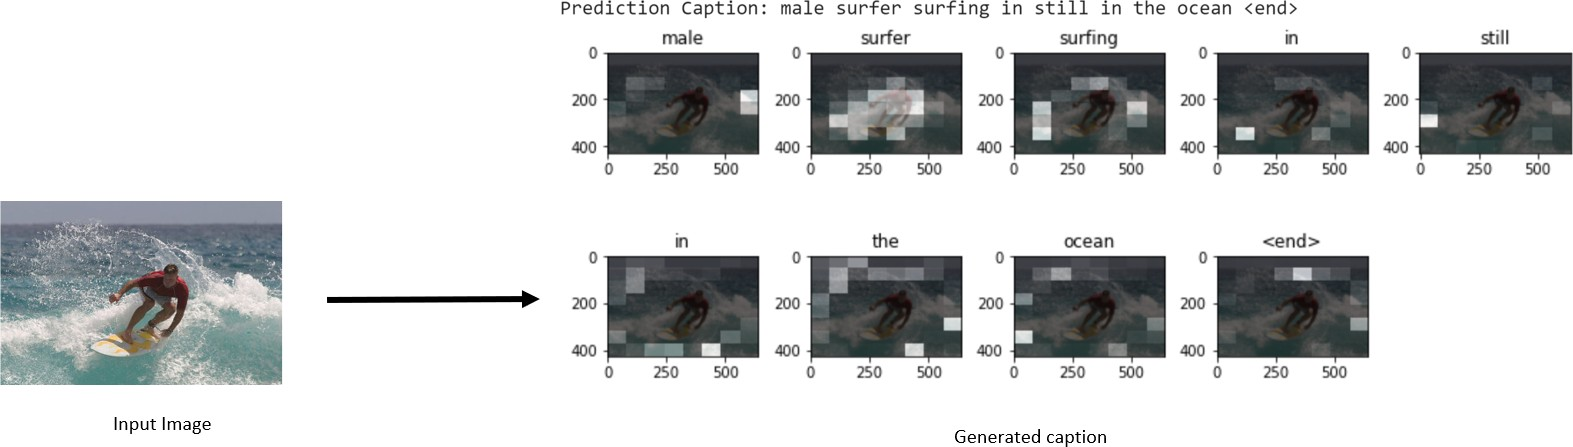 Prediction Caption: male surfer surfing in still in the ocean <end>
male surfer surfing in still
0 0 0 0 0
200 200 200 200 200
400 400 400 400 400
0 250 500 0 250 500 0 250 500 0 250 500 0 250 500
in the ocean <end>
0 0 0 0
200 200 200 200
400 400 400 400
0 250 500 0 250 500 0 250 500 0 250 500
Input Image
Generated caption